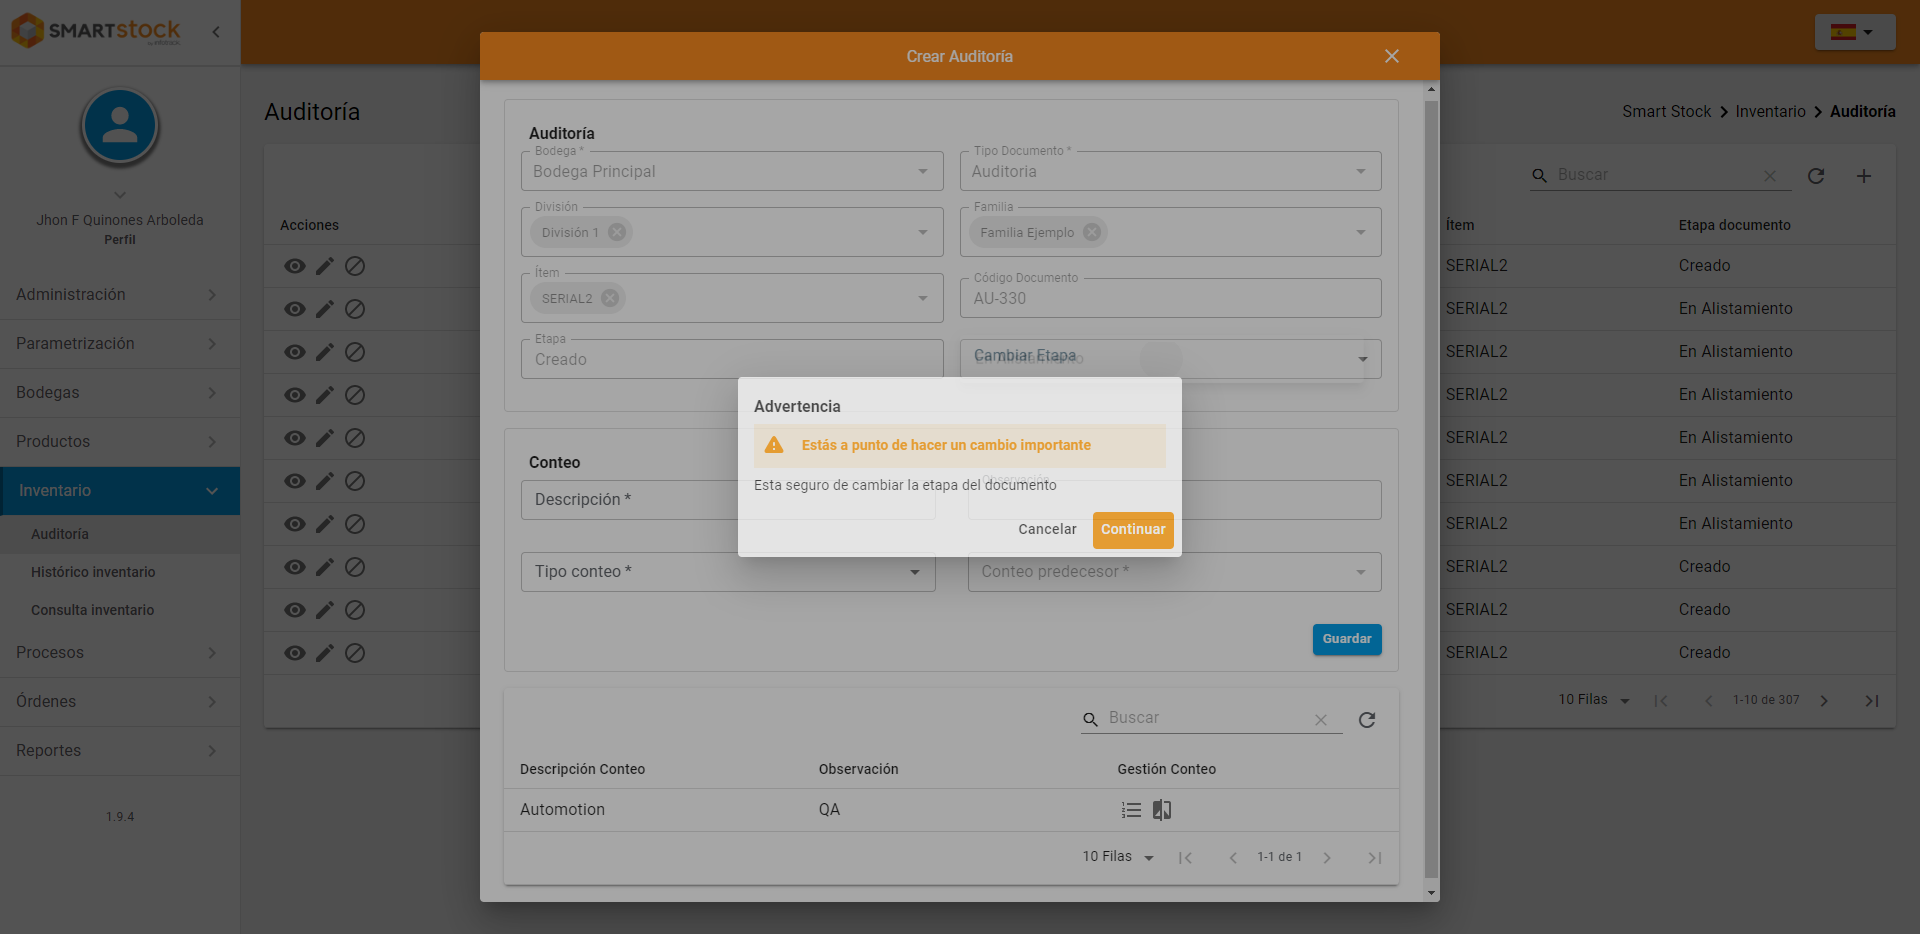 SMARTstock
Crear Auditoría
Auditoría
Smart Stock > Inventario > Auditoría
Jhon F Quinones Arboleda
Perfil
Administración
Parametrización
Bodegas
Productos
Inventario
Auditoría
Histórico inventario
Consulta inventario
Procesos
Órdenes
Reportes
1.9.4
Acciones
Auditoría
Bodega *
Bodega Principal
Tipo Documento *
Auditoria
División
División 1
Familia
Familia Ejemplo
Ítem
SERIAL2
Código Documento
AU-330
Etapa
Creado
Cambiar Etapa
En Alistamiento
Advertencia
Estás a punto de hacer un cambio importante
Esta seguro de cambiar la etapa del documento
Cancelar
Continuar
Conteo
Descripción *
Observación
Tipo conteo *
Conteo predecesor *
Guardar
Buscar
Descripción Conteo Observación Gestión Conteo
Automotion QA
10 Filas 1-1 de 1
Buscar
Ítem Etapa documento
SERIAL2 Creado
SERIAL2 En Alistamiento
SERIAL2 En Alistamiento
SERIAL2 En Alistamiento
SERIAL2 En Alistamiento
SERIAL2 En Alistamiento
SERIAL2 En Alistamiento
SERIAL2 Creado
SERIAL2 Creado
SERIAL2 Creado
10 Filas 1-10 de 307